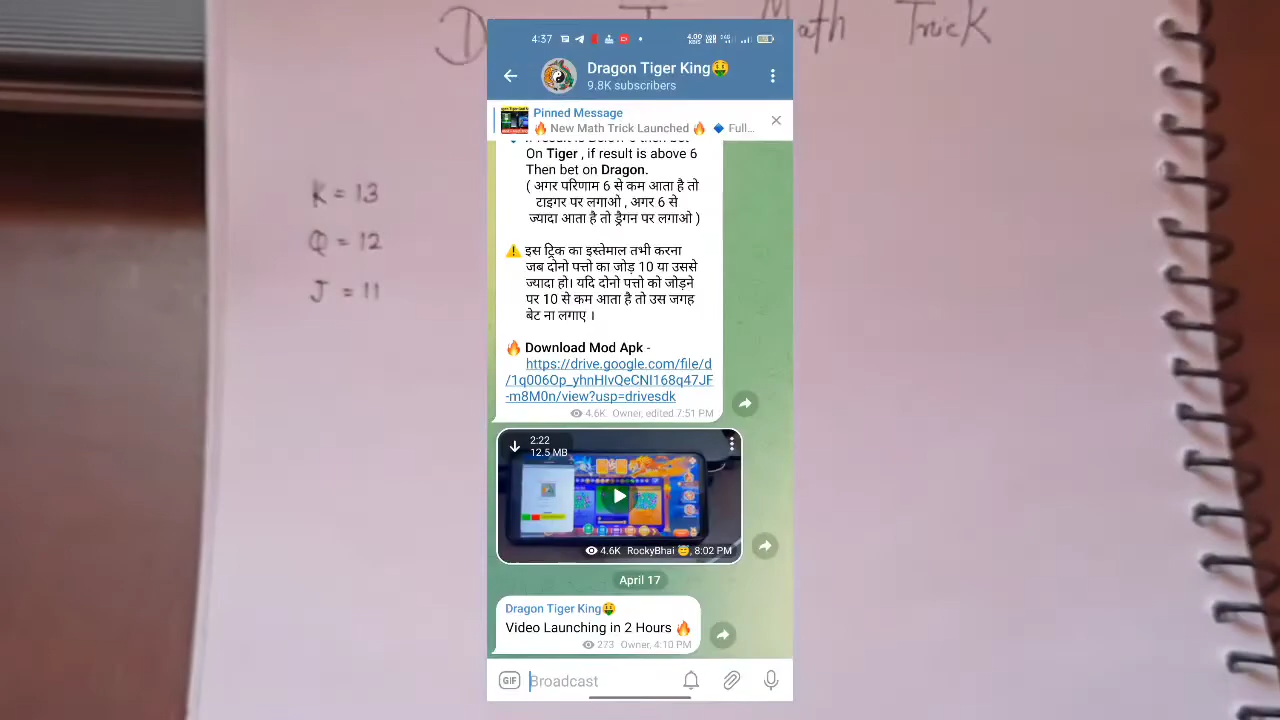 Math Trick
K = 13
Q = 12
J = 11
4:37
Dragon Tiger King🤑
9.8K subscribers
Pinned Message
🔥 New Math Trick Launched 🔥 🔹 Full...
On Tiger , if result is above 6
Then bet on Dragon.
( अगर परिणाम 6 से कम आता है तो
टाइगर पर लगाओ , अगर 6 से
ज्यादा आता है तो ड्रैगन पर लगाओ )
⚠️ इस ट्रिक का इस्तेमाल तभी करना
जब दोनो पत्तो का जोड़ 10 या उससे
ज्यादा हो। यदि दोनो पत्तो को जोड़ने
पर 10 से कम आता है तो उस जगह
बेट ना लगाए ।
🔥 Download Mod Apk -
https://drive.google.com/file/d
/1q006Op_yhnHIvQeCNI168q47JF
-m8M0n/view?usp=drivesdk
4.6K Owner, edited 7:51 PM
2:22
12.5 MB
4.6K RockyBhai 😇, 8:02 PM
April 17
Dragon Tiger King🤑
Video Launching in 2 Hours 🔥
273 Owner, 4:10 PM
GIF Broadcast